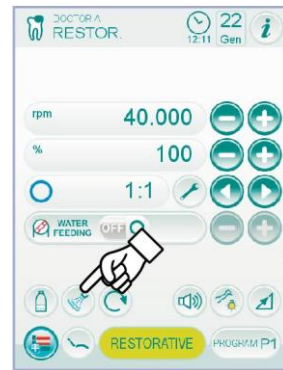 DOCTOR A
RESTOR.
12:11
22
Gen
i
rpm
40.000
%
100
1:1
WATER
FEEDING
OFF
RESTORATIVE
PROGRAM P1